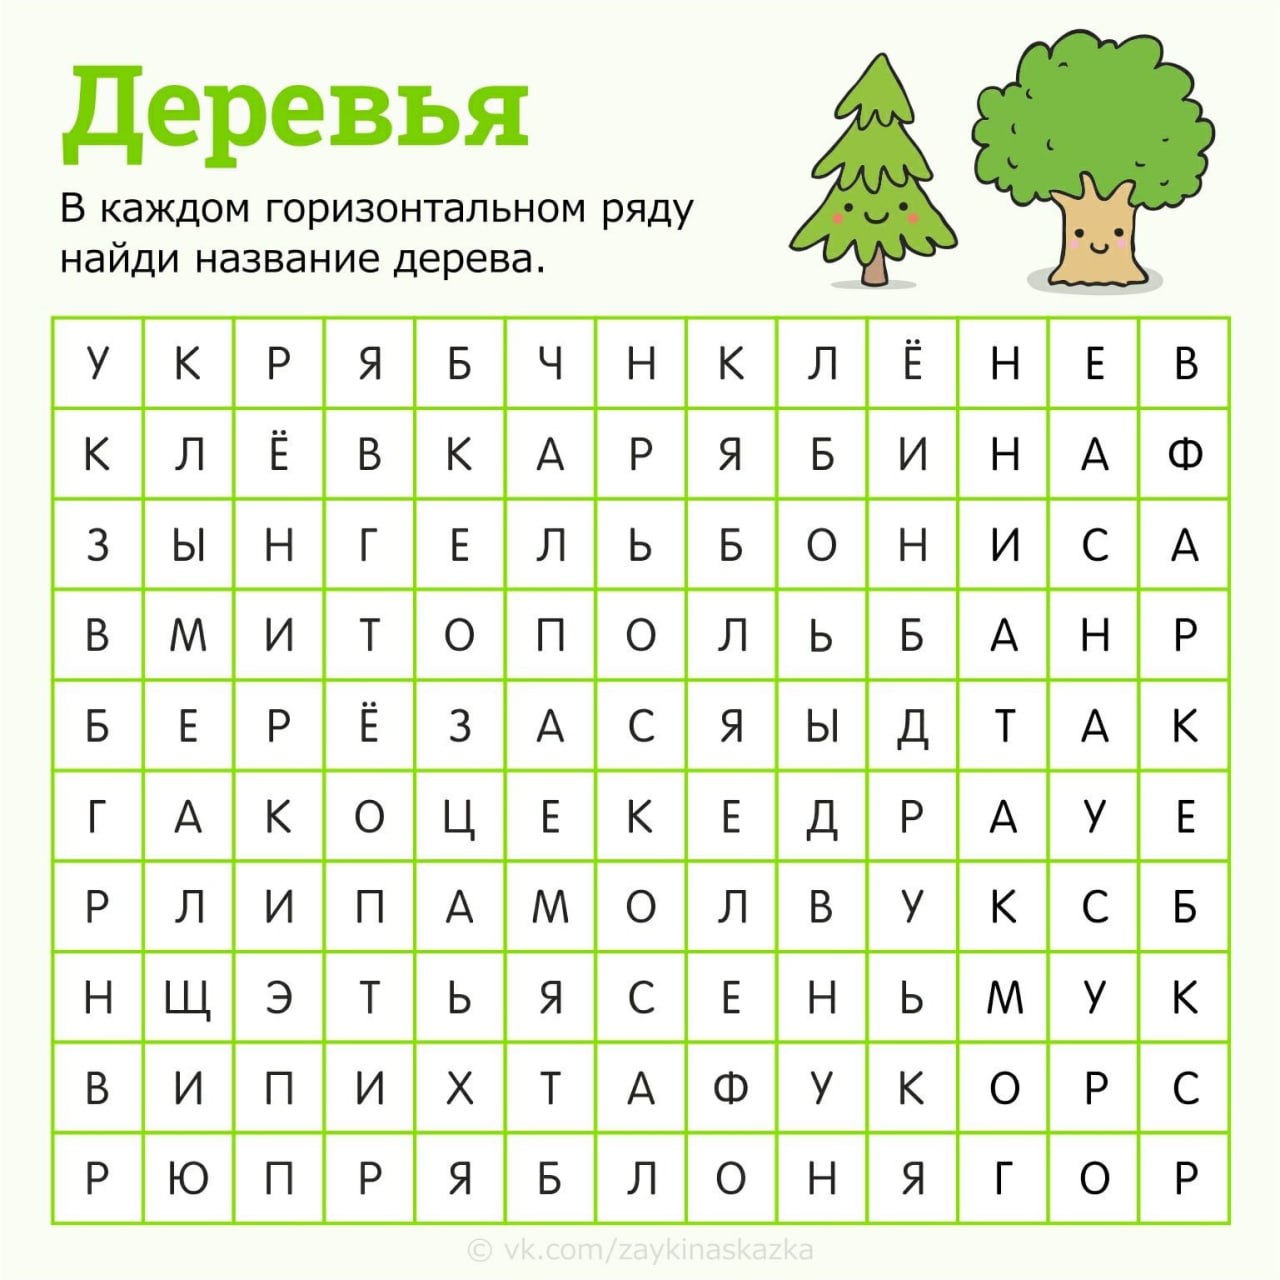 Деревья
В каждом горизонтальном ряду
найди название дерева.
У К Р Я Б Ч Н К Л Ё Н Е В
К Л Ё В К А Р Я Б И Н А Ф
З Ы Н Г Е Л Ь Б О Н И С А
В М И Т О П О Л Ь Б А Н Р
Б Е Р Ё З А С Я Ы Д Т А К
Г А К О Ц Е К Е Д Р А У Е
Р Л И П А М О Л В У К С Б
Н Щ Э Т Ь Я С Е Н Ь М У К
В И П И Х Т А Ф У К О Р С
Р Ю П Р Я Б Л О Н Я Г О Р
© vk.com/zaykinaskazka